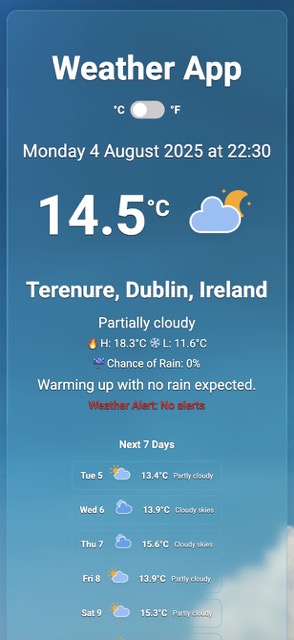 Weather App
°C °F
Monday 4 August 2025 at 22:30
14.5°C
Terenure, Dublin, Ireland
Partially cloudy
H: 18.3°C L: 11.6°C
Chance of Rain: 0%
Warming up with no rain expected.
Weather Alert: No alerts
Next 7 Days
Tue 5 13.4°C Partly cloudy
Wed 6 13.9°C Cloudy skies
Thu 7 15.6°C Cloudy skies
Fri 8 13.9°C Partly cloudy
Sat 9 15.3°C Partly cloudy